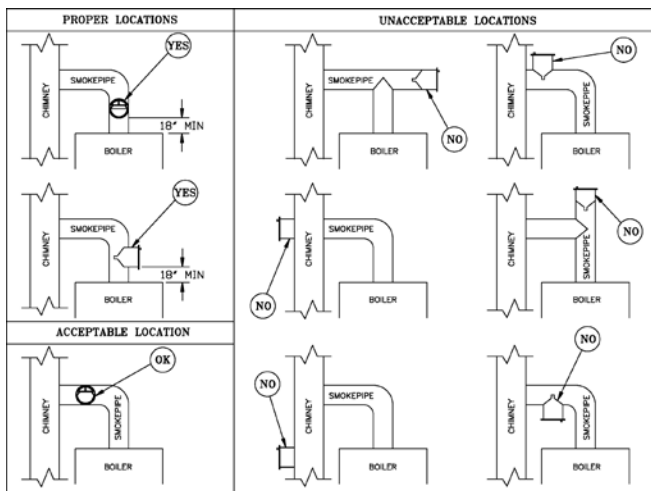 PROPER LOCATIONS
YES
CHIMNEY
SMOKEPIPE
18" MIN
BOILER
YES
CHIMNEY
SMOKEPIPE
18" MIN
BOILER
ACCEPTABLE LOCATION
OK
CHIMNEY
SMOKEPIPE
BOILER
UNACCEPTABLE LOCATIONS
CHIMNEY
SMOKEPIPE
NO
BOILER
NO
CHIMNEY
SMOKEPIPE
BOILER
NO
CHIMNEY
SMOKEPIPE
BOILER
NO
CHIMNEY
SMOKEPIPE
BOILER
NO
CHIMNEY
SMOKEPIPE
BOILER
NO
CHIMNEY
SMOKEPIPE
BOILER